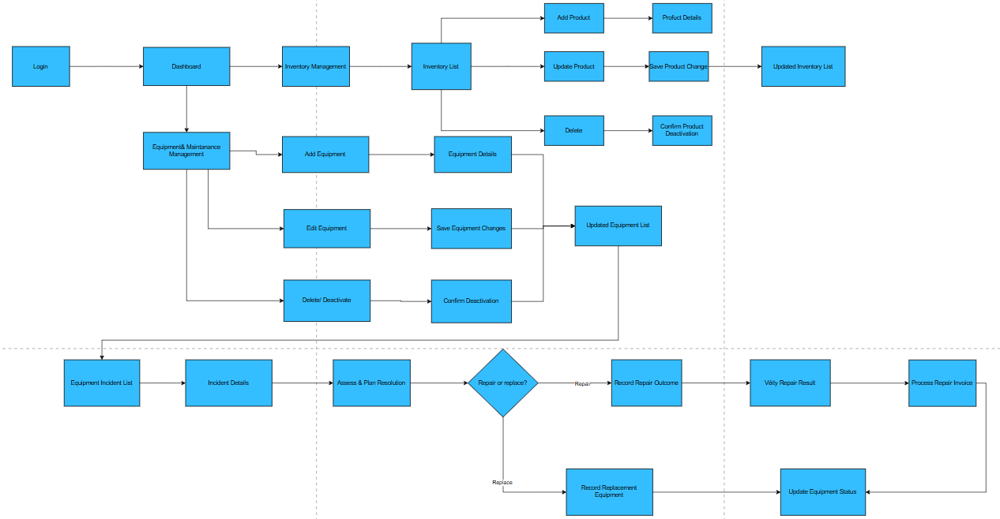 Add Product
Profuct Details
Login
Dashboard
Inventory Management
Inventory List
Update Product
Save Product Change
Updated Inventory List
Delete
Confirm Product
Deactivation
Equipment& Maintanance
Management
Add Equipment
Equipment Details
Edit Equipment
Save Equipment Changes
Updated Equipment List
Delete/ Deactivate
Confirm Deactivation
Equipment Incident List
Incident Details
Assess & Plan Resolution
Repair or replace?
Repair
Record Repair Outcome
Vẻity Repair Result
Process Repair Invoice
Replace
Record Replacement
Equipment
Update Equipment Status